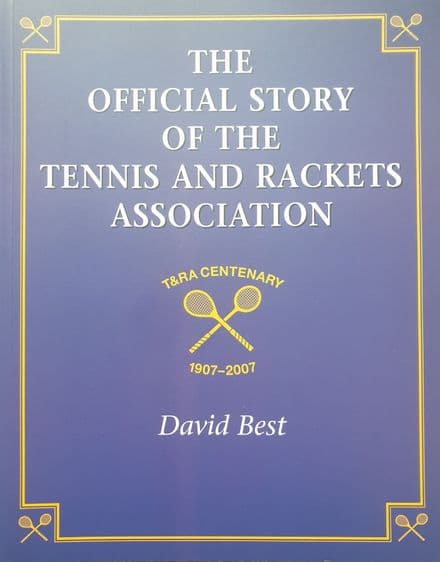 THE
OFFICIAL STORY
OF THE
TENNIS AND RACKETS
ASSOCIATION
T&RA CENTENARY
1907–2007
David Best